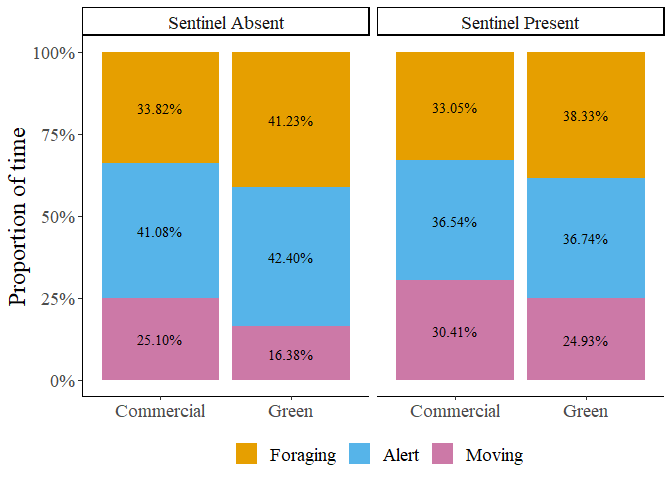 Sentinel Absent
Sentinel Present
Proportion of time
100%
75%
50%
25%
0%
33.82%
41.08%
25.10%
41.23%
42.40%
16.38%
33.05%
36.54%
30.41%
38.33%
36.74%
24.93%
Commercial
Green
Commercial
Green
Foraging
Alert
Moving